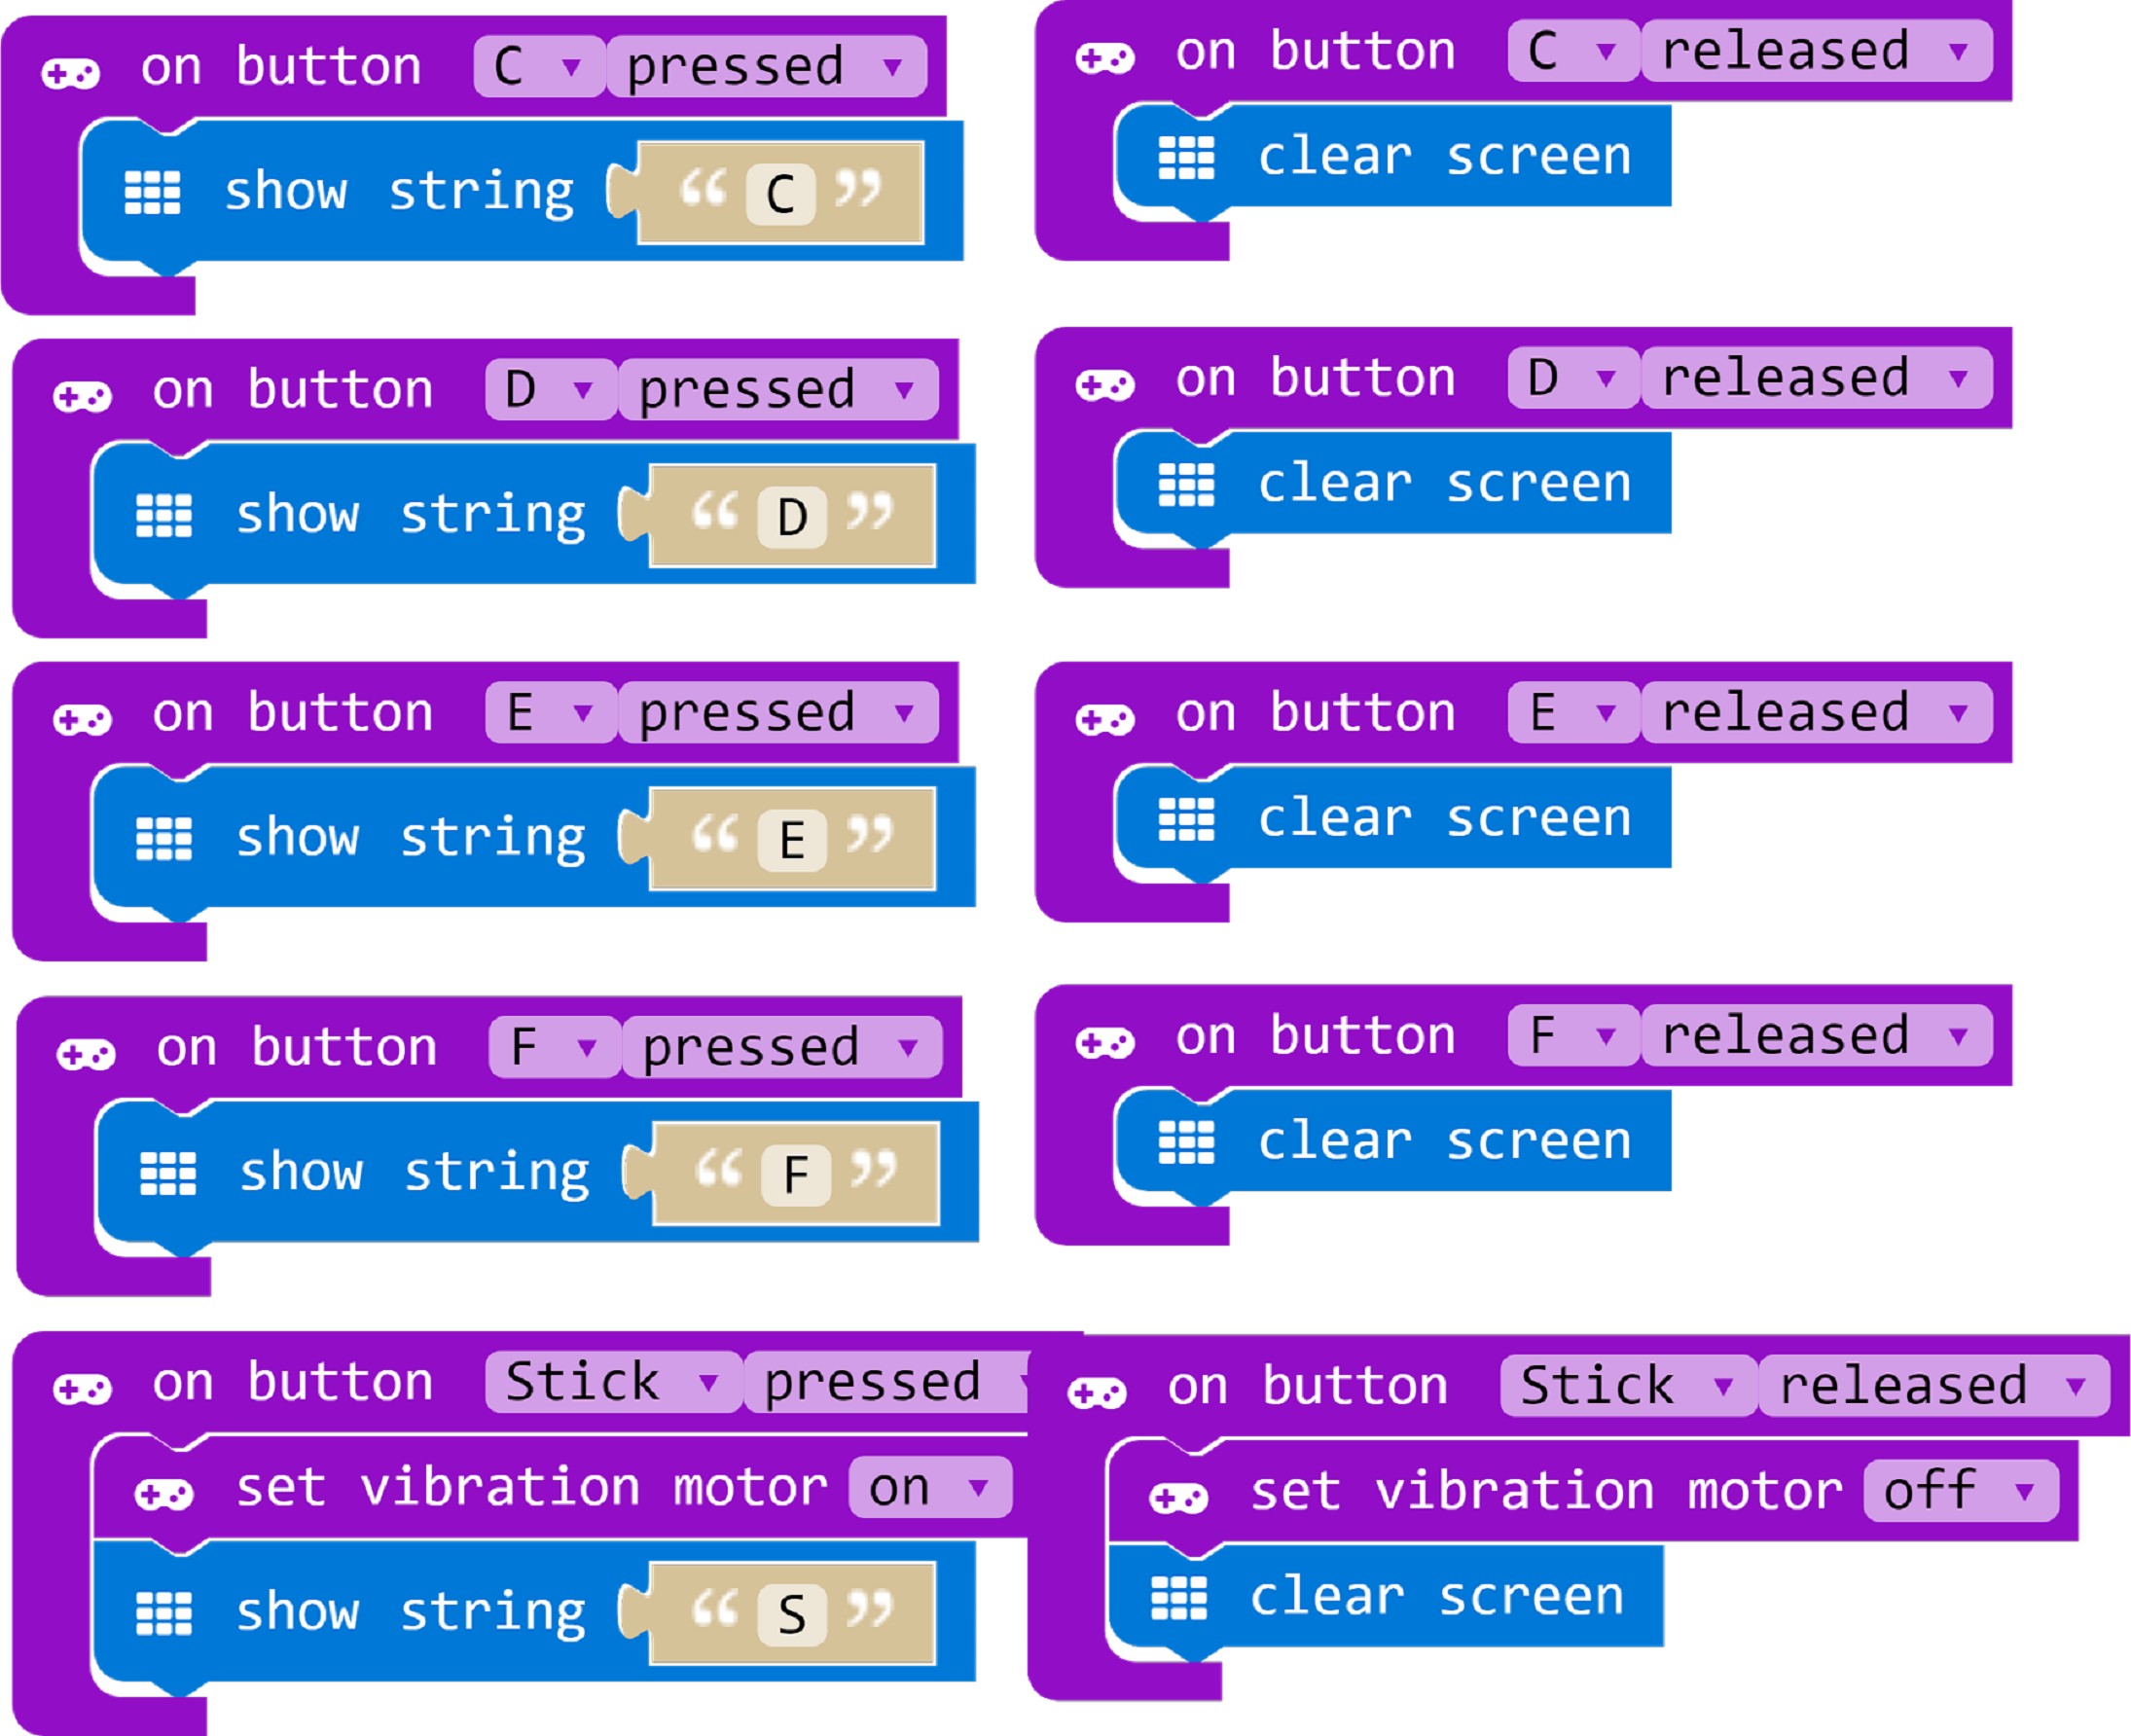 on button C pressed
show string “ C ”
on button C released
clear screen
on button D pressed
show string “ D ”
on button D released
clear screen
on button E pressed
show string “ E ”
on button E released
clear screen
on button F pressed
show string “ F ”
on button F released
clear screen
on button Stick pressed
set vibration motor on
show string “ S ”
on button Stick released
set vibration motor off
clear screen